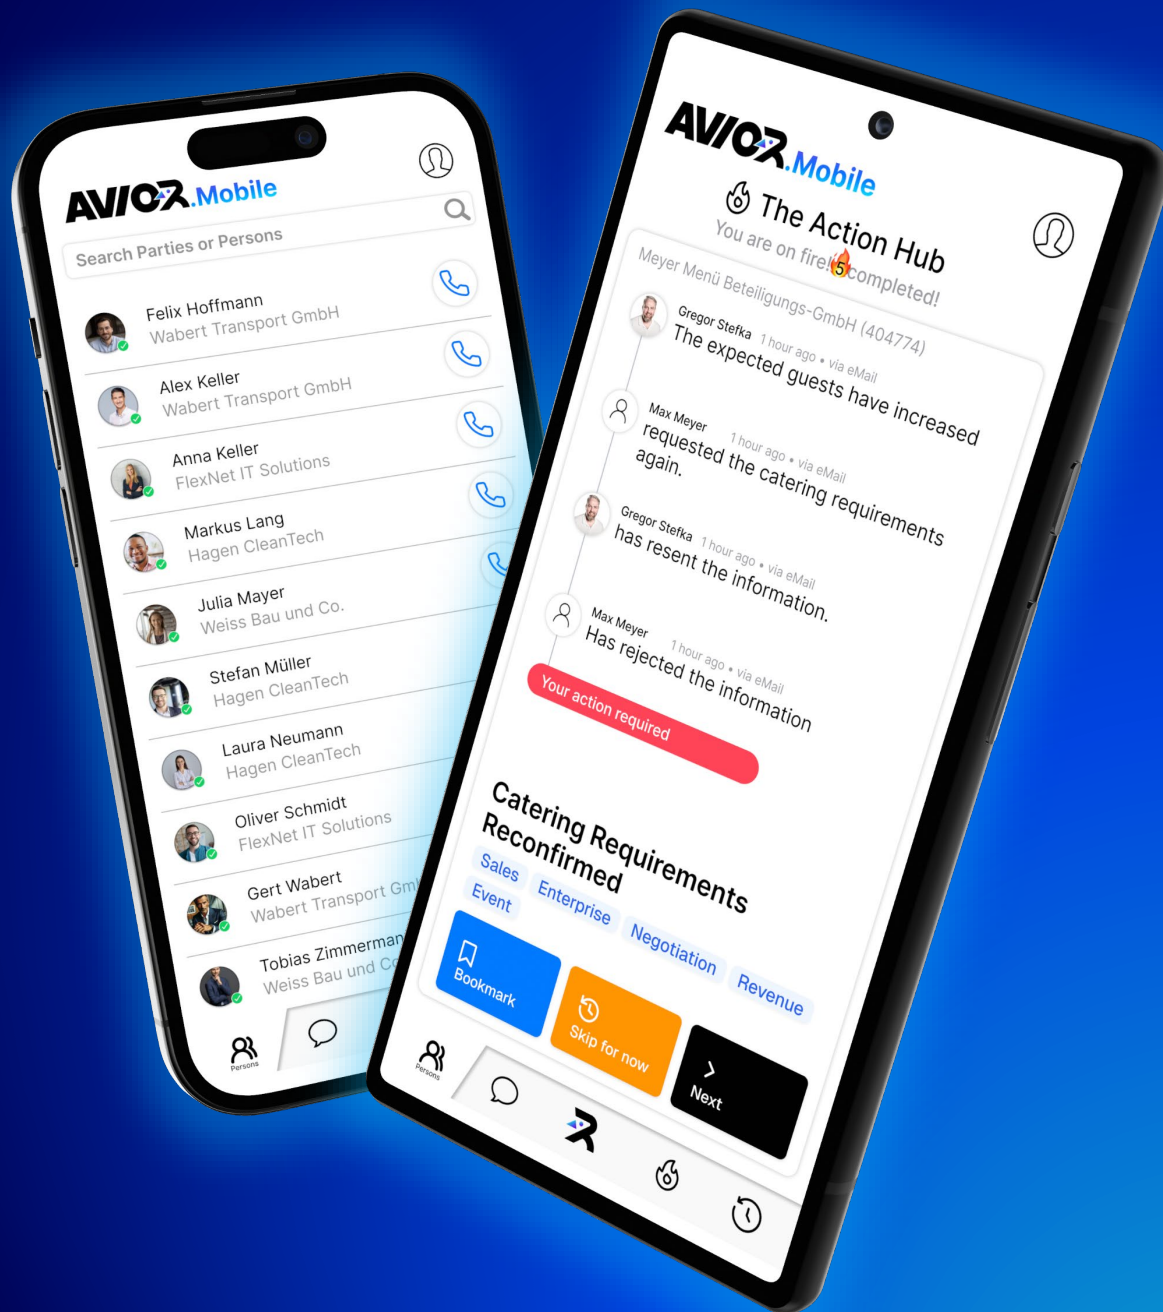 AVIOR.Mobile
Search Parties or Persons
Felix Hoffmann
Wabert Transport GmbH
Alex Keller
Wabert Transport GmbH
Anna Keller
FlexNet IT Solutions
Markus Lang
Hagen CleanTech
Julia Mayer
Weiss Bau und Co.
Stefan Müller
Hagen CleanTech
Laura Neumann
Hagen CleanTech
Oliver Schmidt
FlexNet IT Solutions
Gert Wabert
Wabert Transport
Tobias
Weiss Bau und
Persons
AVIOR.Mobile
The Action Hub
You are on fire! 5 completed!
Meyer Menü Beteiligungs-GmbH (404774)
Gregor Stefka 1 hour ago • via eMail
The expected guests have increased
Max Meyer 1 hour ago • via eMail
requested the catering requirements
again.
Gregor Stefka 1 hour ago • via eMail
has resent the information.
Max Meyer 1 hour ago • via eMail
Has rejected the information
Your action required
Catering Requirements
Reconfirmed
Sales Enterprise Negotiation Revenue
Event
Bookmark
Skip for now
Next
Persons